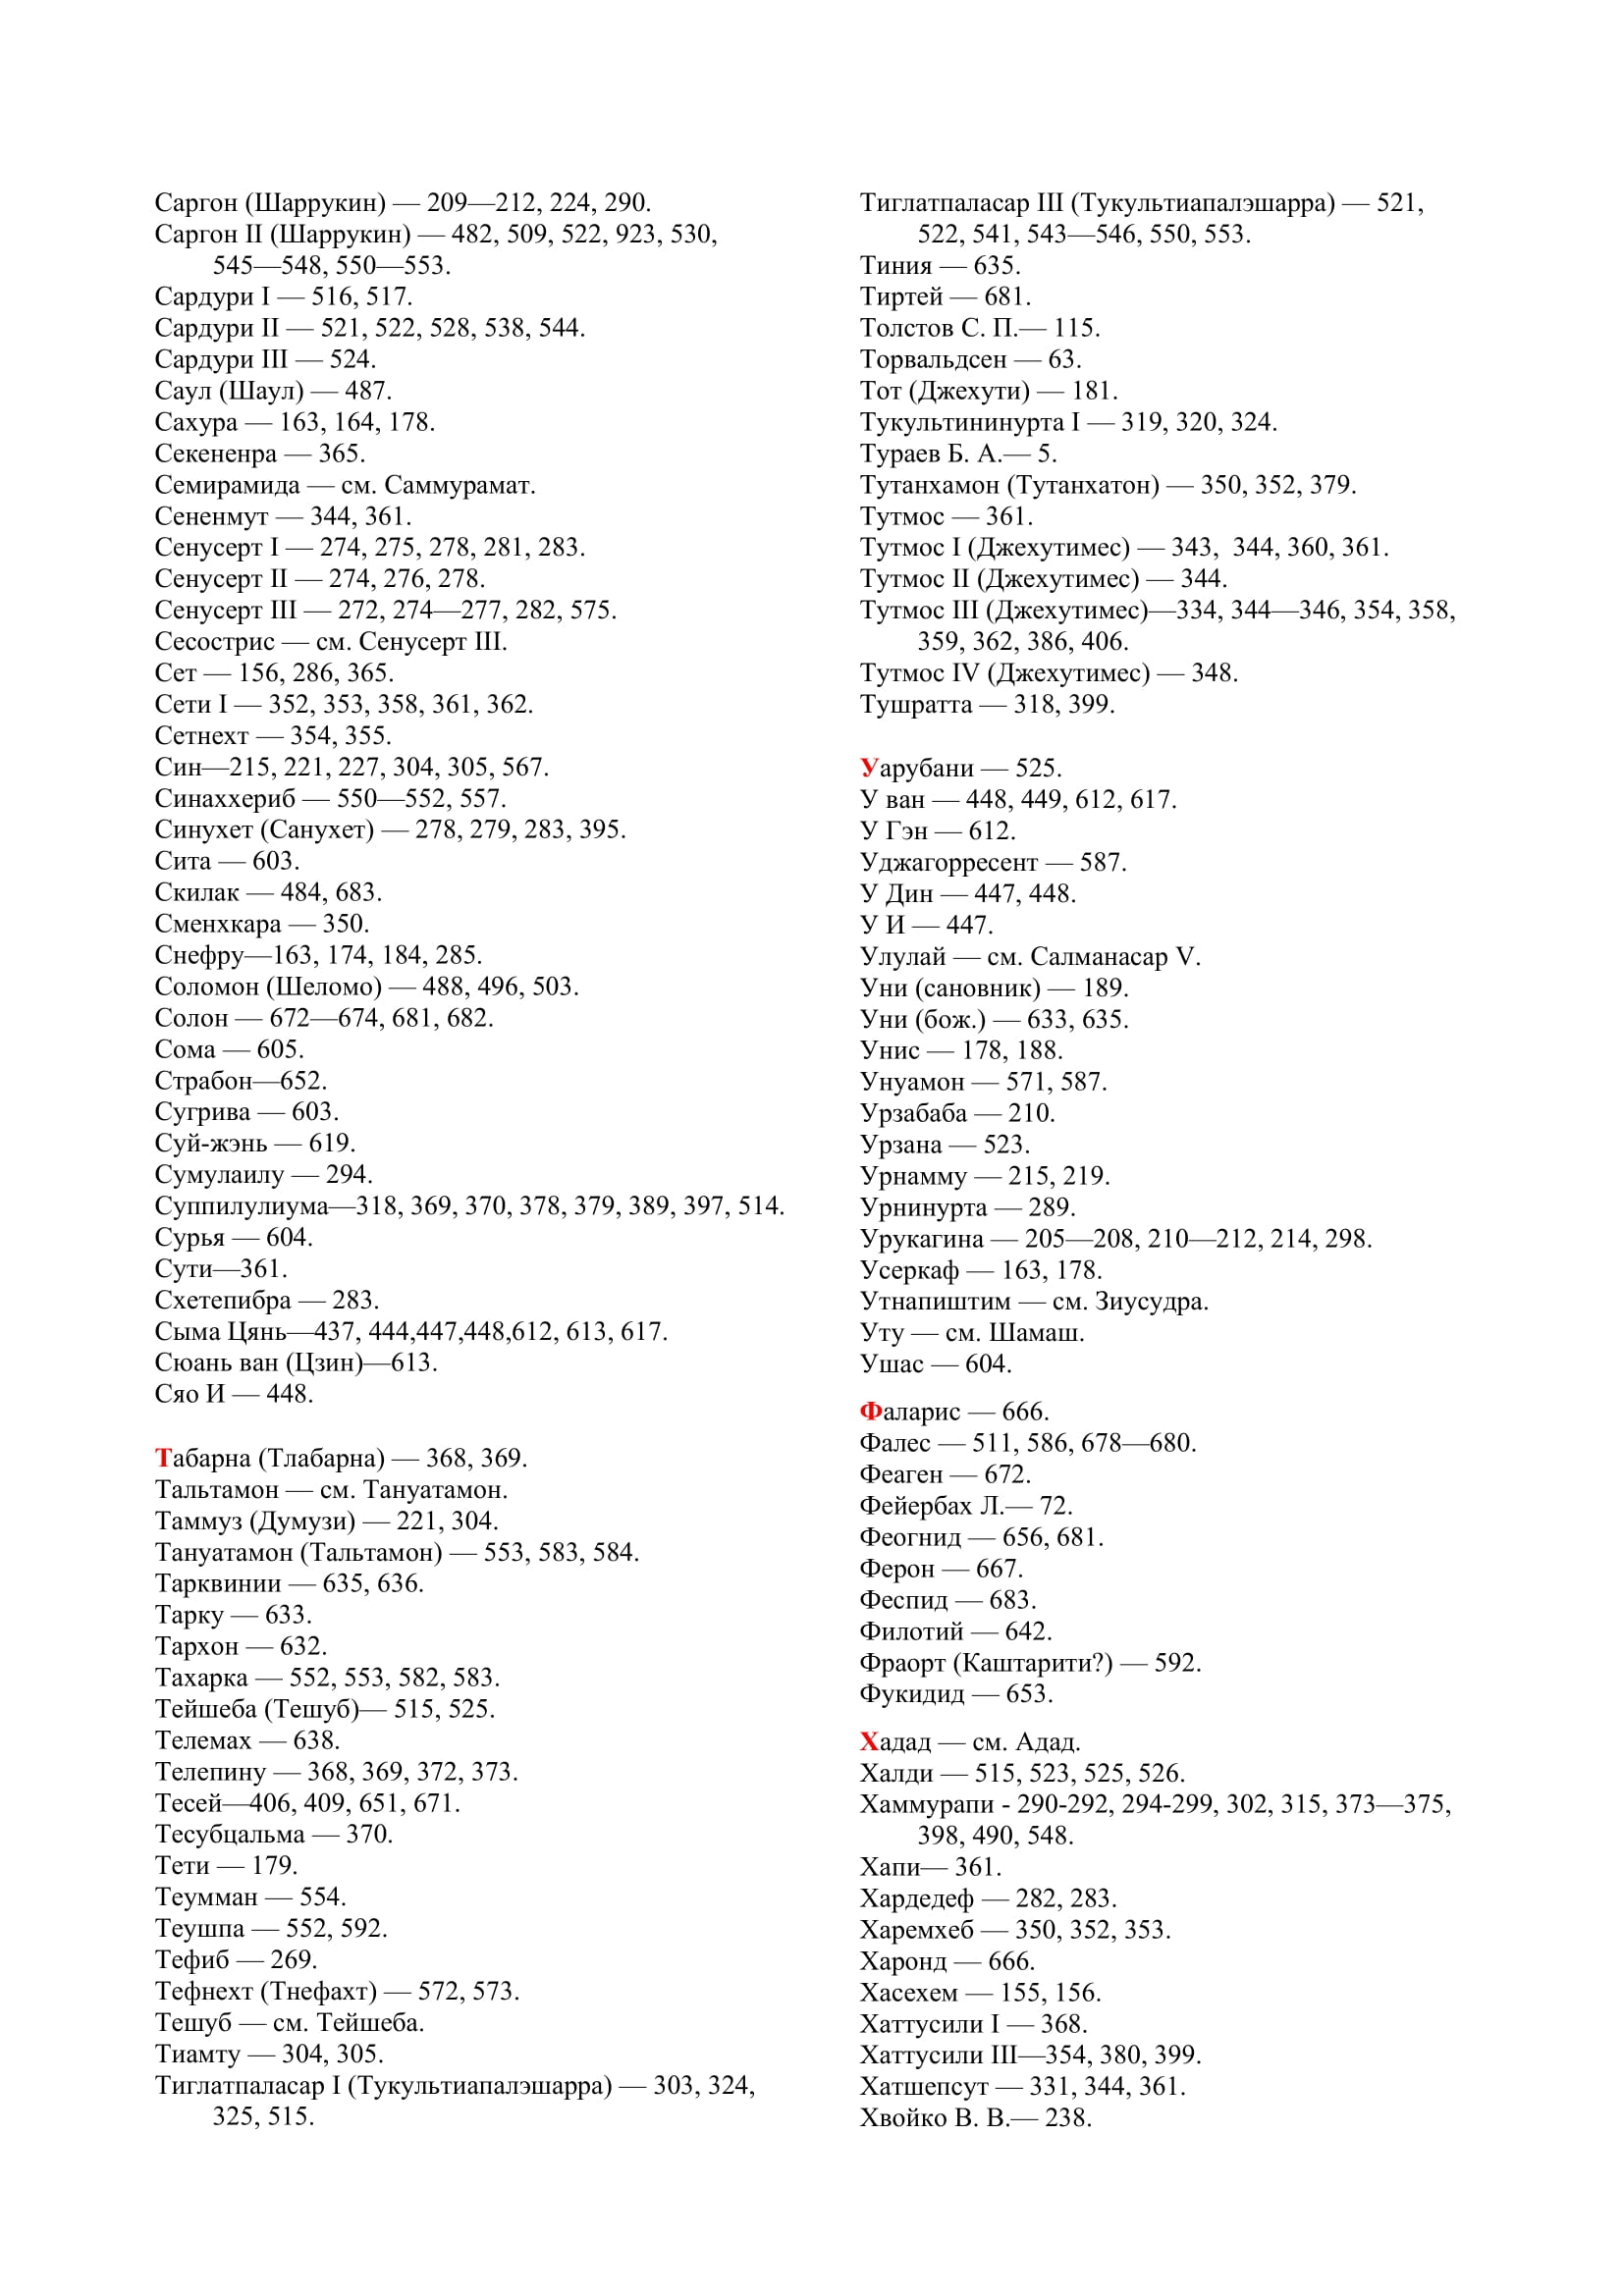 Саргон (Шаррукин) — 209—212, 224, 290.
Саргон II (Шаррукин) — 482, 509, 522, 923, 530,
545—548, 550—553.
Сардури I — 516, 517.
Сардури II — 521, 522, 528, 538, 544.
Сардури III — 524.
Саул (Шаул) — 487.
Сахура — 163, 164, 178.
Секененра — 365.
Семирамида — см. Саммурамат.
Сененмут — 344, 361.
Сенусерт I — 274, 275, 278, 281, 283.
Сенусерт II — 274, 276, 278.
Сенусерт III — 272, 274—277, 282, 575.
Сесострис — см. Сенусерт III.
Сет — 156, 286, 365.
Сети I — 352, 353, 358, 361, 362.
Сетнехт — 354, 355.
Син—215, 221, 227, 304, 305, 567.
Синаххериб — 550—552, 557.
Синухет (Санухет) — 278, 279, 283, 395.
Сита — 603.
Скилак — 484, 683.
Сменхкара — 350.
Снефру—163, 174, 184, 285.
Соломон (Шеломо) — 488, 496, 503.
Солон — 672—674, 681, 682.
Сома — 605.
Страбон—652.
Сугрива — 603.
Суй-жэнь — 619.
Сумулаилу — 294.
Суппилулиума—318, 369, 370, 378, 379, 389, 397, 514.
Сурья — 604.
Сути—361.
Схетепибра — 283.
Сыма Цянь—437, 444,447,448,612, 613, 617.
Сюань ван (Цзин)—613.
Сяо И — 448.
Табарна (Тлабарна) — 368, 369.
Тальтамон — см. Тануатамон.
Таммуз (Думузи) — 221, 304.
Тануатамон (Тальтамон) — 553, 583, 584.
Тарквинии — 635, 636.
Тарку — 633.
Тархон — 632.
Тахарка — 552, 553, 582, 583.
Тейшеба (Тешуб)— 515, 525.
Телемах — 638.
Телепину — 368, 369, 372, 373.
Тесей—406, 409, 651, 671.
Тесубцальма — 370.
Тети — 179.
Теумман — 554.
Теушпа — 552, 592.
Тефиб — 269.
Тефнехт (Тнефахт) — 572, 573.
Тешуб — см. Тейшеба.
Тиамту — 304, 305.
Тиглатпаласар I (Тукультиапалэшарра) — 303, 324,
325, 515.
Тиглатпаласар III (Тукультиапалэшарра) — 521,
522, 541, 543—546, 550, 553.
Тиния — 635.
Тиртей — 681.
Толстов С. П.— 115.
Торвальдсен — 63.
Тот (Джехути) — 181.
Тукультининурта I — 319, 320, 324.
Тураев Б. А.— 5.
Тутанхамон (Тутанхатон) — 350, 352, 379.
Тутмос — 361.
Тутмос I (Джехутимес) — 343,  344, 360, 361.
Тутмос II (Джехутимес) — 344.
Тутмос III (Джехутимес)—334, 344—346, 354, 358,
359, 362, 386, 406.
Тутмос IV (Джехутимес) — 348.
Тушратта — 318, 399.
Уарубани — 525.
У ван — 448, 449, 612, 617.
У Гэн — 612.
Уджагорресент — 587.
У Дин — 447, 448.
У И — 447.
Улулай — см. Салманасар V.
Уни (сановник) — 189.
Уни (бож.) — 633, 635.
Унис — 178, 188.
Унуамон — 571, 587.
Урзабаба — 210.
Урзана — 523.
Урнамму — 215, 219.
Урнинурта — 289.
Урукагина — 205—208, 210—212, 214, 298.
Усеркаф — 163, 178.
Утнапиштим — см. Зиусудра.
Уту — см. Шамаш.
Ушас — 604.
Фаларис — 666.
Фалес — 511, 586, 678—680.
Феаген — 672.
Фейербах Л.— 72.
Феогнид — 656, 681.
Ферон — 667.
Феспид — 683.
Филотий — 642.
Фраорт (Каштарити?) — 592.
Фукидид — 653.
Хадад — см. Адад.
Халди — 515, 523, 525, 526.
Хаммурапи - 290-292, 294-299, 302, 315, 373—375,
398, 490, 548.
Хапи— 361.
Хардедеф — 282, 283.
Харемхеб — 350, 352, 353.
Харонд — 666.
Хасехем — 155, 156.
Хаттусили I — 368.
Хаттусили III—354, 380, 399.
Хатшепсут — 331, 344, 361.
Хвойко В. В.— 238.